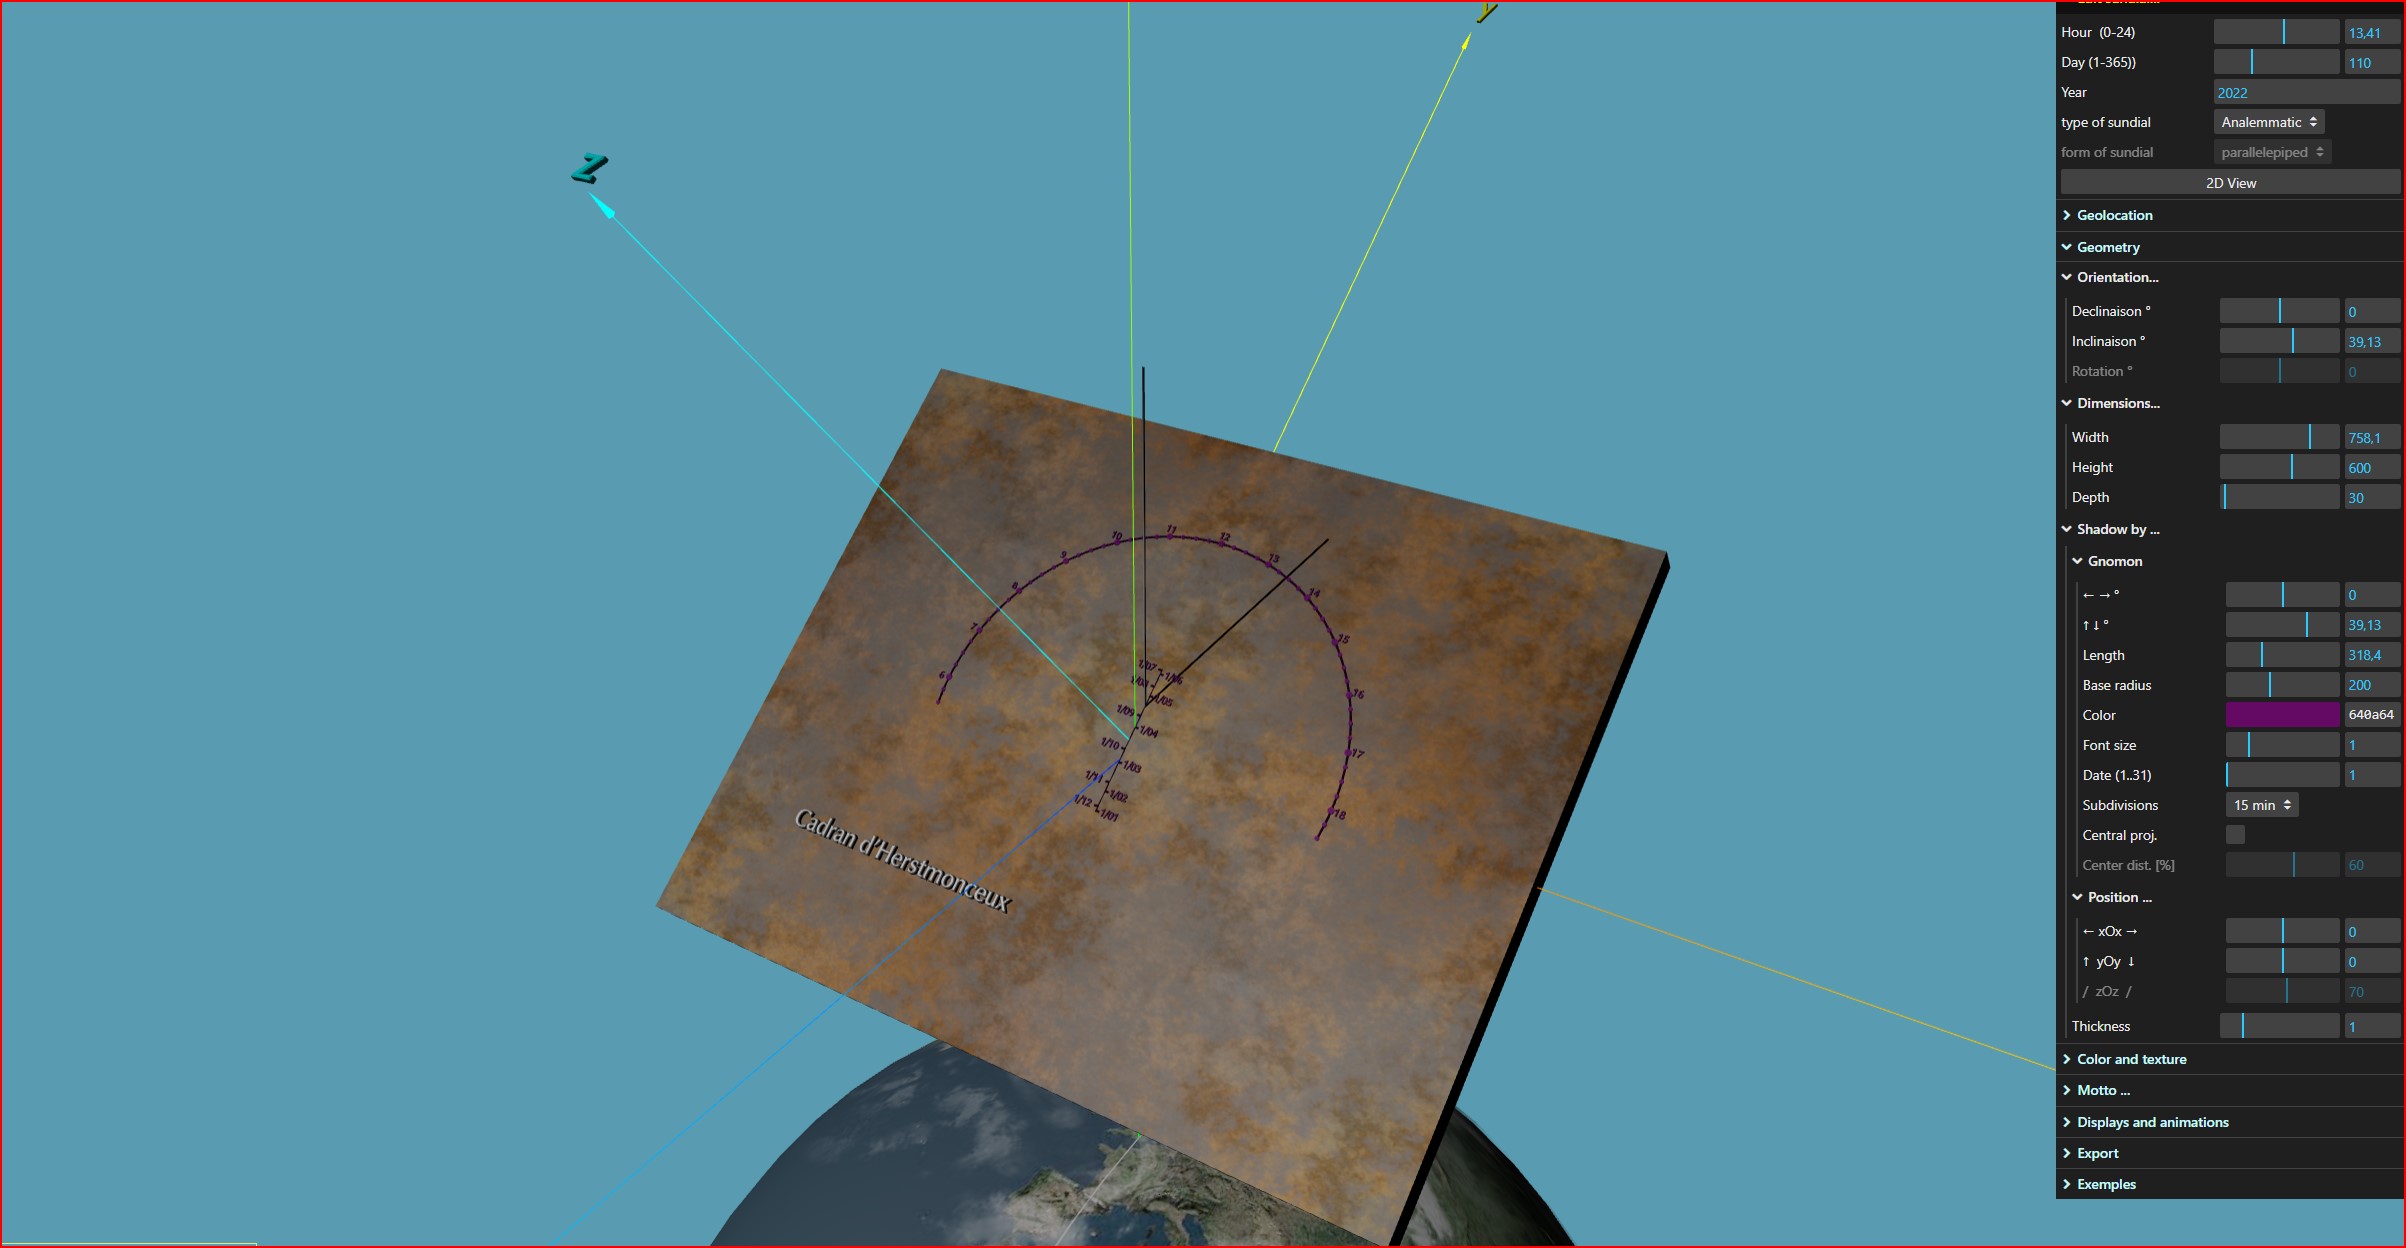 Y
Z
11
10
12
9
13
8
14
7
15
6
16
17
18
1/07
1/06
1/05
1/09
1/04
1/10
1/03
1/11
1/02
1/12
1/01
Cadran d'Herstmonceux
Hour (0-24) 13,41
Day (1-365)) 110
Year 2022
type of sundial Analemmatic
form of sundial parallelepiped
2D View
Geolocation
Geometry
Orientation...
Declinaison ° 0
Inclinaison ° 39,13
Rotation ° 0
Dimensions...
Width 758,1
Height 600
Depth 30
Shadow by ...
Gnomon
← → ° 0
↑ ↓ ° 39,13
Length 318,4
Base radius 200
Color 640a64
Font size 1
Date (1..31) 1
Subdivisions 15 min
Central proj.
Center dist. [%] 60
Position ...
← xOx → 0
↑ yOy ↓ 0
/ zOz / 70
Thickness 1
Color and texture
Motto ...
Displays and animations
Export
Exemples